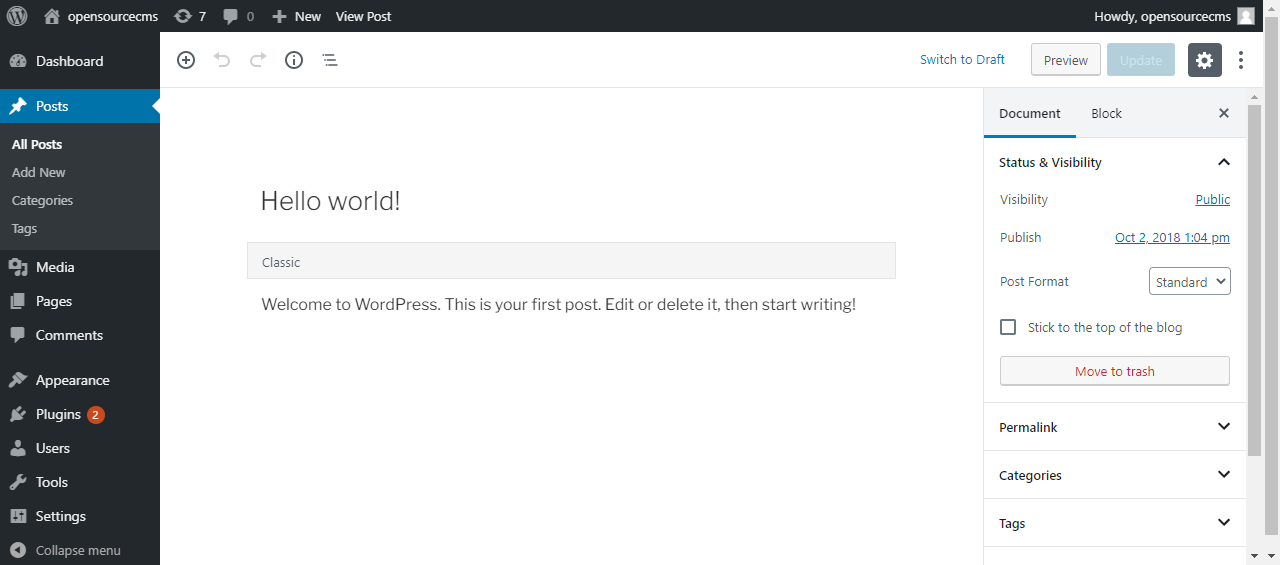 opensourcecms 7 0 New View Post Howdy, opensourcecms
Dashboard
Posts
All Posts
Add New
Categories
Tags
Media
Pages
Comments
Appearance
Plugins 2
Users
Tools
Settings
Collapse menu
Switch to Draft Preview Update
Hello world!
Classic
Welcome to WordPress. This is your first post. Edit or delete it, then start writing!
Document Block
Status & Visibility
Visibility Public
Publish Oct 2, 2018 1:04 pm
Post Format Standard
Stick to the top of the blog
Move to trash
Permalink
Categories
Tags